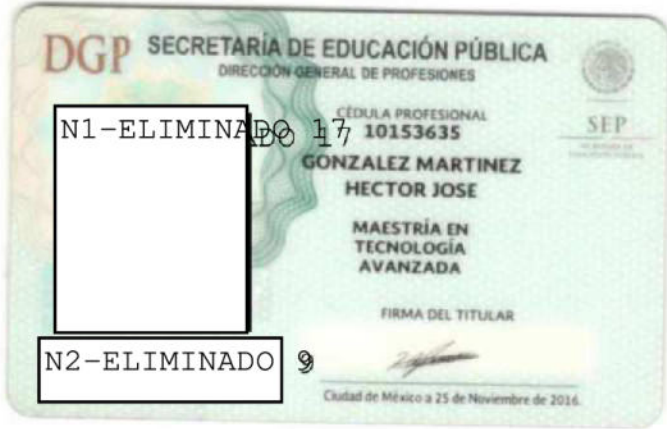 DGP SECRETARÍA DE EDUCACIÓN PÚBLICA
DIRECCIÓN GENERAL DE PROFESIONES
CÉDULA PROFESIONAL
N1-ELIMINADO 17
10153635
SEP
GONZALEZ MARTINEZ
HECTOR JOSE
MAESTRÍA EN
TECNOLOGÍA
AVANZADA
FIRMA DEL TITULAR
N2-ELIMINADO 9
Ciudad de México a 25 de Noviembre de 2016.